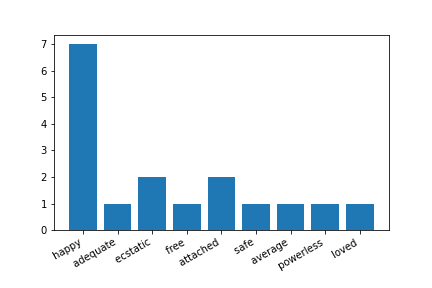 7
6
5
4
3
2
1
0
happy
adequate
ecstatic
free
attached
safe
average
powerless
loved